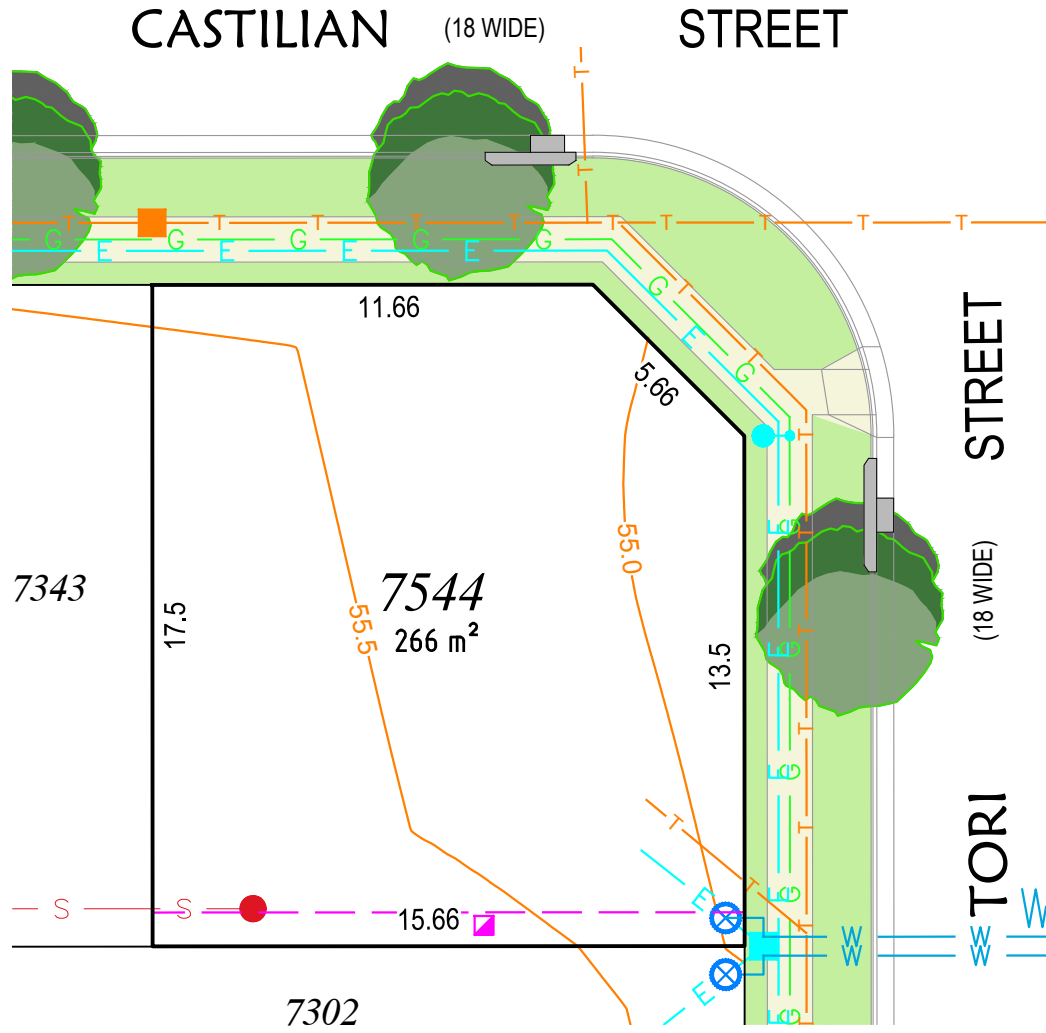 CASTILIAN (18 WIDE) STREET
T
T
T T T T T T T T T T
G G G G G
E E E E
11.66
T
G
E
T
G
5.66
STREET
T
(18 WIDE)
E G T
55.0
7343
7544
266 m²
55.5
17.5
13.5
T
E G
T
E G
TORI
T
T
T
E
E G
W
S S
15.66
T
W W
W W
E
7302
E G
T